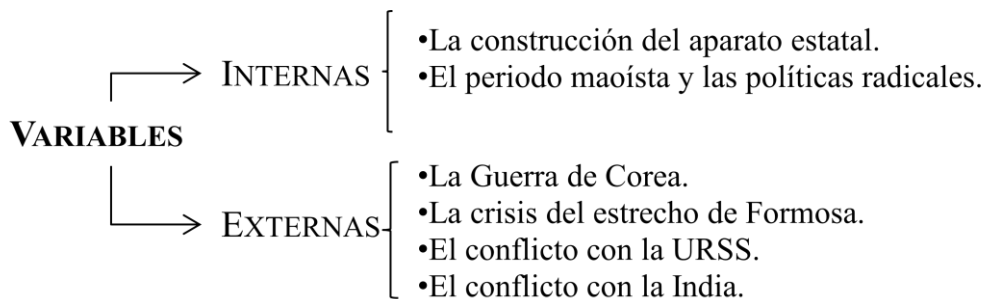 VARIABLES
INTERNAS
•La construcción del aparato estatal.
•El periodo maoísta y las políticas radicales.
EXTERNAS
•La Guerra de Corea.
•La crisis del estrecho de Formosa.
•El conflicto con la URSS.
•El conflicto con la India.